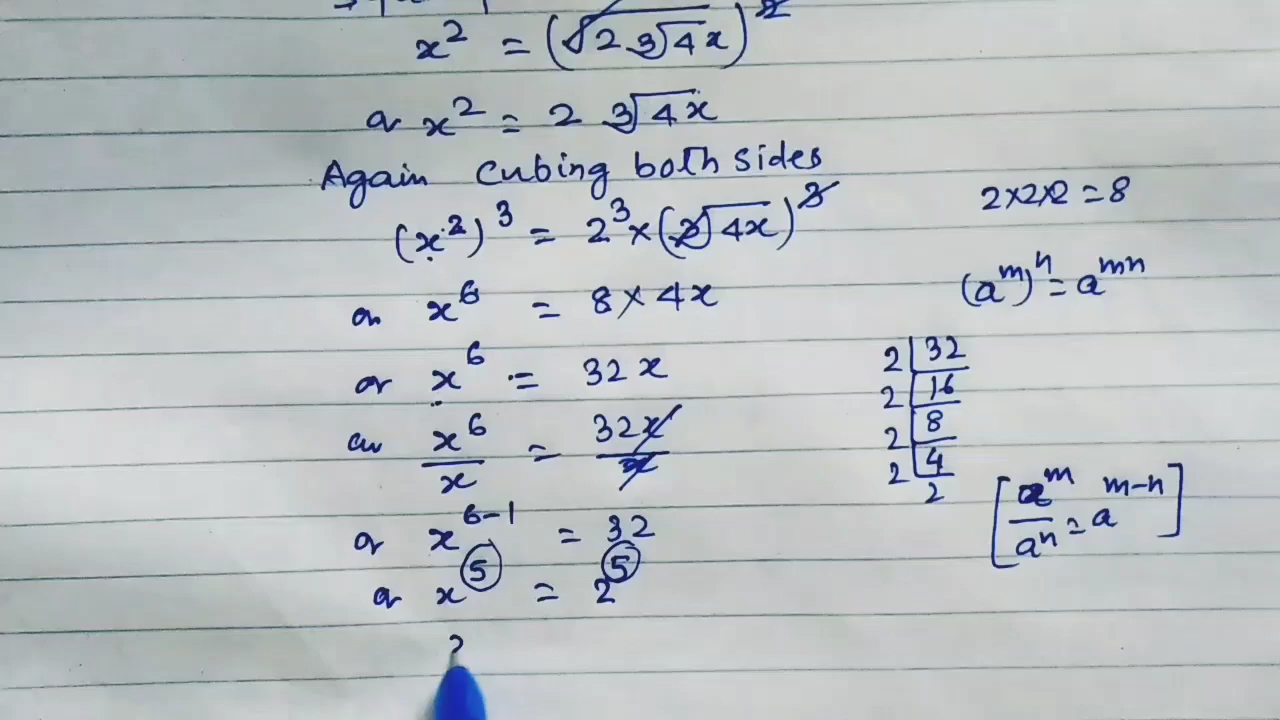 x² = (√2 ∛4x)²
or x² = 2 ∛4x
Again cubing both sides
(x²)³ = 2³ × (∛4x)³
or x⁶ = 8 × 4x
or x⁶ = 32x
or x⁶/x = 32x/x
or x⁶⁻¹ = 32
or x⁵ = 2⁵
2×2×2 = 8
(aᵐ)ⁿ = aᵐⁿ
2 | 32
2 | 16
2 | 8
2 | 4
2
[aᵐ/aⁿ = aᵐ⁻ⁿ]